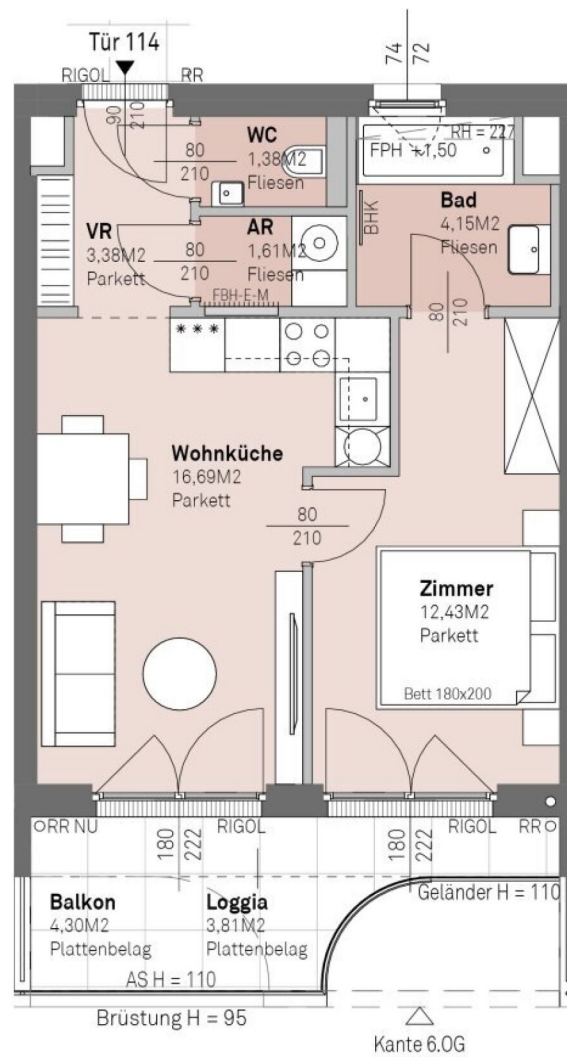 Tür 114
74
72
RIGOL
RR
90
210
WC
1,38M2
Fliesen
80
210
RH = 227
FPH +1,50
VR
3,38M2
Parkett
AR
1,61M2
Fliesen
80
210
FBH-E-M
BHK
Bad
4,15M2
Fliesen
80
210
***
Wohnküche
16,69M2
Parkett
80
210
Zimmer
12,43M2
Parkett
Bett 180x200
RR NU
180
222
RIGOL
180
222
RIGOL
RR
Balkon
4,30M2
Plattenbelag
Loggia
3,81M2
Plattenbelag
Geländer H = 110
AS H = 110
Brüstung H = 95
Kante 6.OG